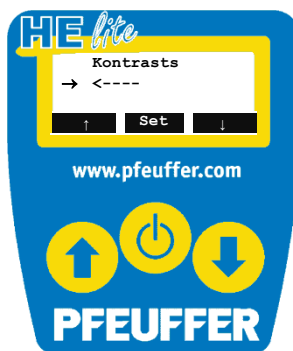 HE lite
Kontrasts
→ <----
↑ Set ↓
www.pfeuffer.com
PFEUFFER